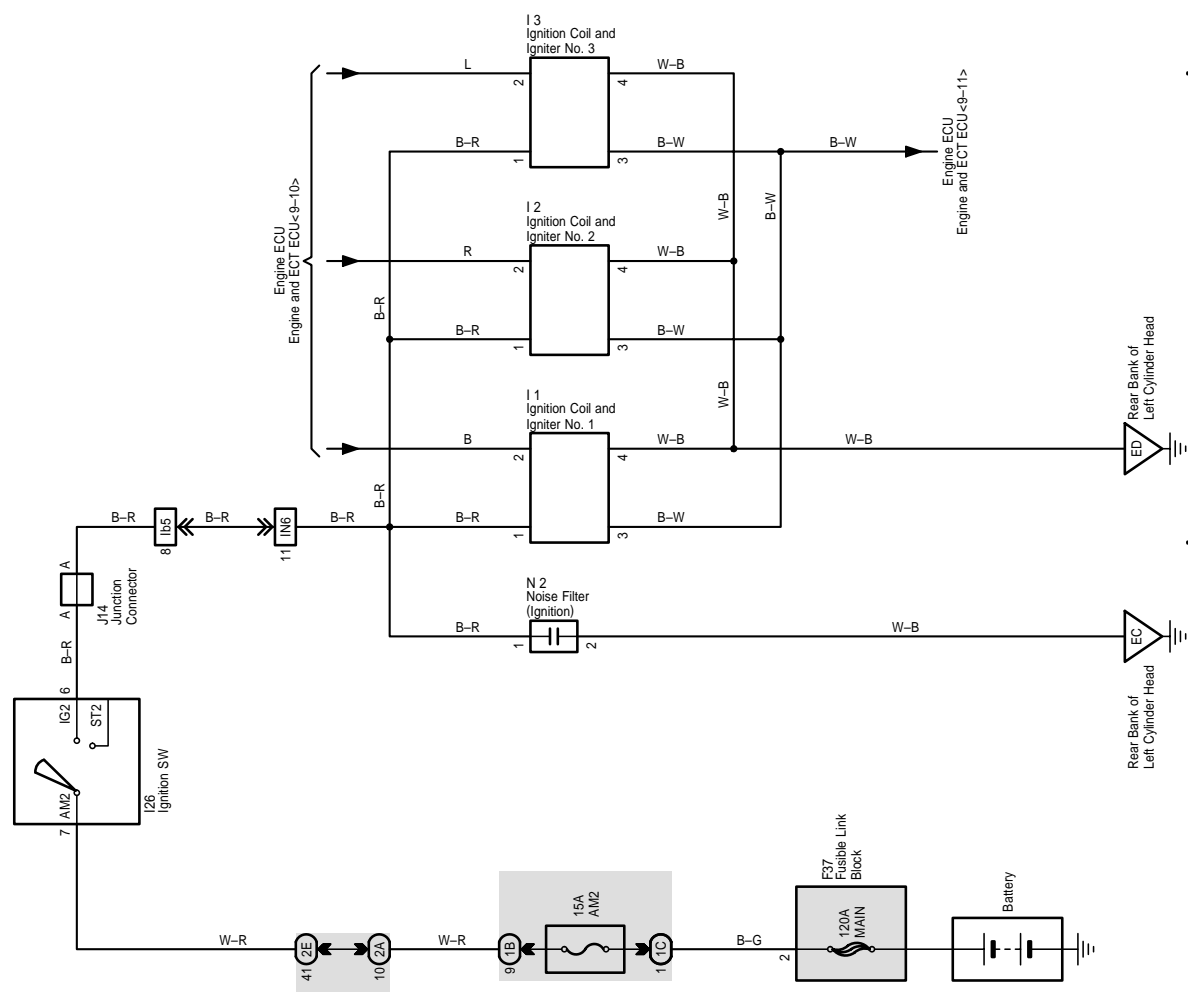 I 3
Ignition Coil and
Igniter No. 3
L
2
4
W–B
B–R
1
3
B–W
B–W
Engine ECU
Engine and ECT ECU<9–11>
Engine ECU
Engine and ECT ECU<9–10>
W–B
B–W
I 2
Ignition Coil and
Igniter No. 2
R
2
4
W–B
B–R
B–R
1
3
B–W
W–B
I 1
Ignition Coil and
Igniter No. 1
B
2
4
W–B
W–B
B–R
B–R
1
3
B–W
ED
Rear Bank of
Left Cylinder Head
B–R
8
Ib5
B–R
11
IN6
B–R
A
A
J14
Junction
Connector
B–R
N 2
Noise Filter
(Ignition)
B–R
1
2
W–B
EC
Rear Bank of
Left Cylinder Head
6
IG2
ST2
AM2
7
I26
Ignition SW
W–R
41
2E
10
2A
W–R
9
1B
15A
AM2
1
1C
B–G
2
F37
Fusible Link
Block
120A
MAIN
Battery